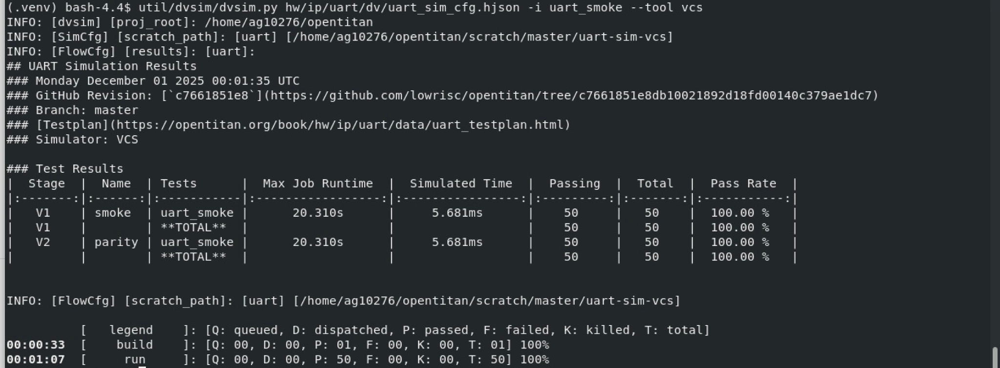 (.venv) bash-4.4$ util/dvsim/dvsim.py hw/ip/uart/dv/uart_sim_cfg.hjson -i uart_smoke --tool vcs
INFO: [dvsim] [proj_root]: /home/ag10276/opentitan
INFO: [SimCfg] [scratch_path]: [uart] [/home/ag10276/opentitan/scratch/master/uart-sim-vcs]
INFO: [FlowCfg] [results]: [uart]:
## UART Simulation Results
### Monday December 01 2025 00:01:35 UTC
### GitHub Revision: [`c7661851e8`](https://github.com/lowrisc/opentitan/tree/c7661851e8db10021892d18fd00140c379ae1dc7)
### Branch: master
### [Testplan](https://opentitan.org/book/hw/ip/uart/data/uart_testplan.html)
### Simulator: VCS
### Test Results
|  Stage  |  Name  | Tests      |  Max Job Runtime  |  Simulated Time  |  Passing  |  Total  |  Pass Rate  |
|:-------:|:------:|:-----------|:-----------------:|:----------------:|:---------:|:-------:|:-----------:|
|   V1    | smoke  | uart_smoke |      20.310s      |     5.681ms      |    50     |   50    |  100.00 %   |
|   V1    |        | **TOTAL**  |                   |                  |    50     |   50    |  100.00 %   |
|   V2    | parity | uart_smoke |      20.310s      |     5.681ms      |    50     |   50    |  100.00 %   |
|         |        | **TOTAL**  |                   |                  |    50     |   50    |  100.00 %   |
INFO: [FlowCfg] [scratch_path]: [uart] [/home/ag10276/opentitan/scratch/master/uart-sim-vcs]
          [   legend    ]: [Q: queued, D: dispatched, P: passed, F: failed, K: killed, T: total]
00:00:33  [    build    ]: [Q: 00, D: 00, P: 01, F: 00, K: 00, T: 01] 100%
00:01:07  [     run     ]: [Q: 00, D: 00, P: 50, F: 00, K: 00, T: 50] 100%